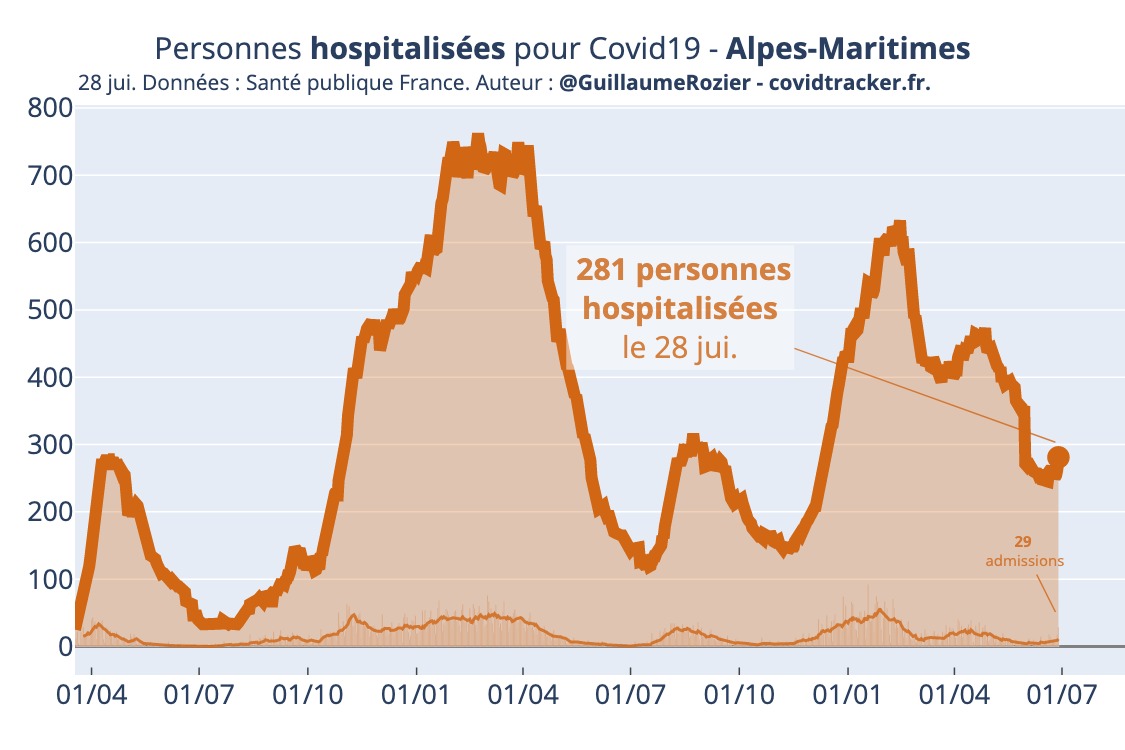 Personnes hospitalisées pour Covid19 - Alpes-Maritimes
28 jui. Données : Santé publique France. Auteur : @GuillaumeRozier - covidtracker.fr.
800
700
600
500
400
300
200
100
0
281 personnes
hospitalisées
le 28 jui.
29
admissions
01/04 01/07 01/10 01/01 01/04 01/07 01/10 01/01 01/04 01/07